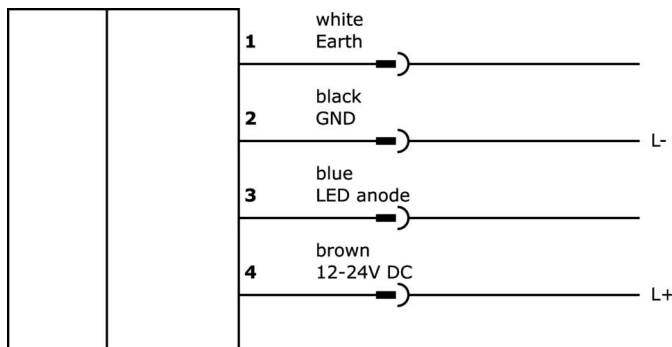 white
1 Earth
black
2 GND
L-
blue
3 LED anode
brown
4 12-24V DC
L+